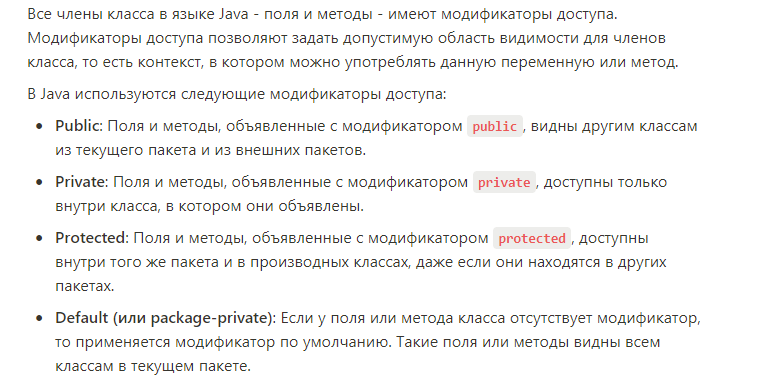 Все члены класса в языке Java - поля и методы - имеют модификаторы доступа.
Модификаторы доступа позволяют задать допустимую область видимости для членов
класса, то есть контекст, в котором можно употреблять данную переменную или метод.
В Java используются следующие модификаторы доступа:
• Public: Поля и методы, объявленные с модификатором public, видны другим классам
из текущего пакета и из внешних пакетов.
• Private: Поля и методы, объявленные с модификатором private, доступны только
внутри класса, в котором они объявлены.
• Protected: Поля и методы, объявленные с модификатором protected, доступны
внутри того же пакета и в производных классах, даже если они находятся в других
пакетах.
• Default (или package-private): Если у поля или метода класса отсутствует модификатор,
то применяется модификатор по умолчанию. Такие поля или методы видны всем
классам в текущем пакете.